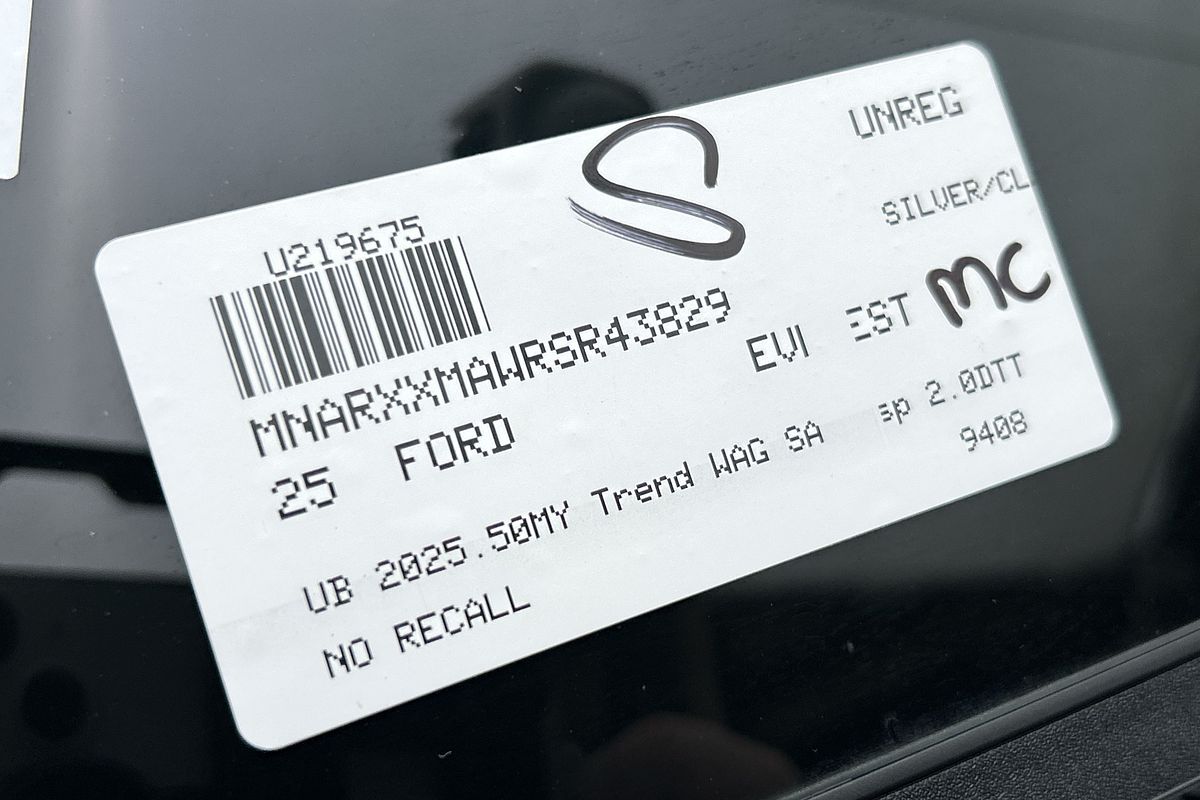 S
UNREG
U219675
SILVER/CL
MNARXXMAWRSR43829
EVI EST MC
25 FORD
UB 2025.50MY Trend WAG SA sp 2.0DTT
9408
NO RECALL